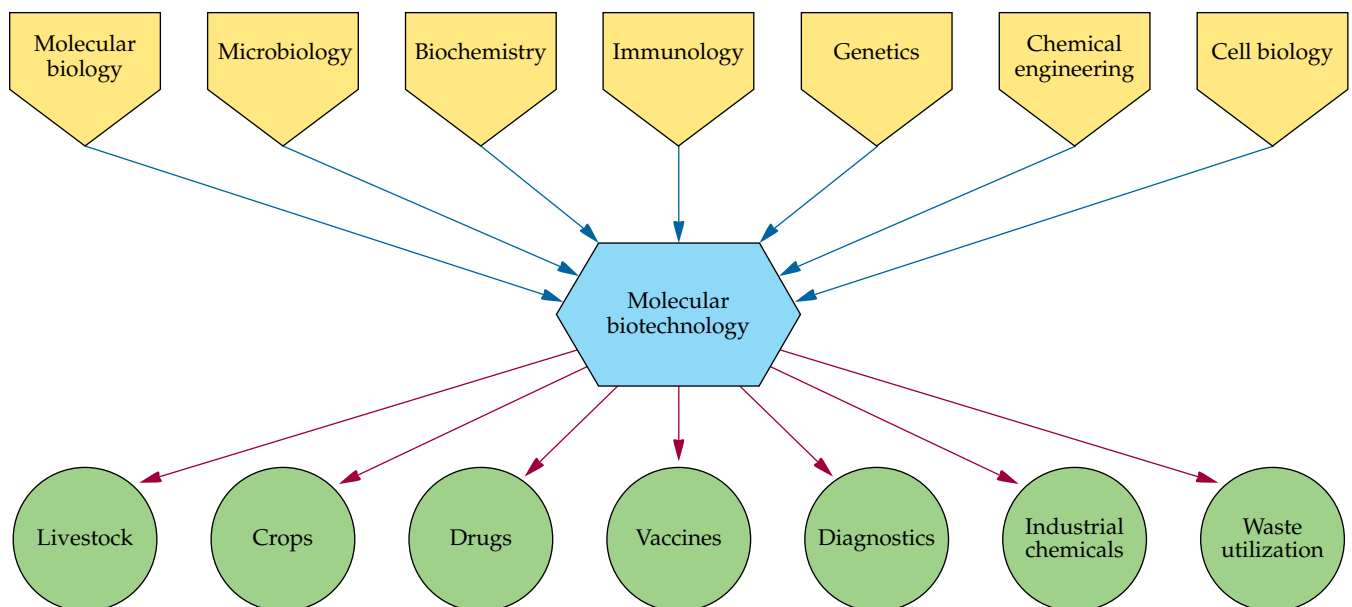 Molecular
biology
Microbiology
Biochemistry
Immunology
Genetics
Chemical
engineering
Cell biology
Molecular
biotechnology
Livestock
Crops
Drugs
Vaccines
Diagnostics
Industrial
chemicals
Waste
utilization